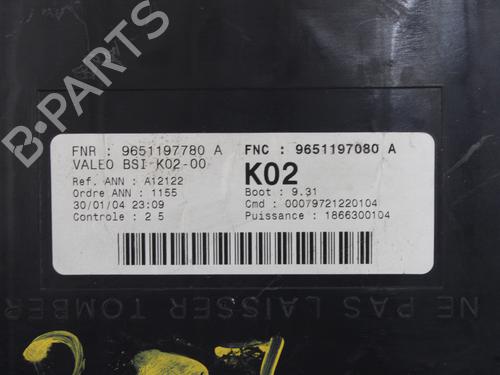 B-PARTS
FNR : 9651197780 A
FNC : 9651197080 A
VALEO BSI K02-00
K02
Ref. ANN : A12122
Ordre ANN : 1155
Boot : 9.31
30/01/04 23:09
Cmd : 00079721220104
Controle : 2 5
Puissance : 1866300104
NE PAS LAISSER TOMBER